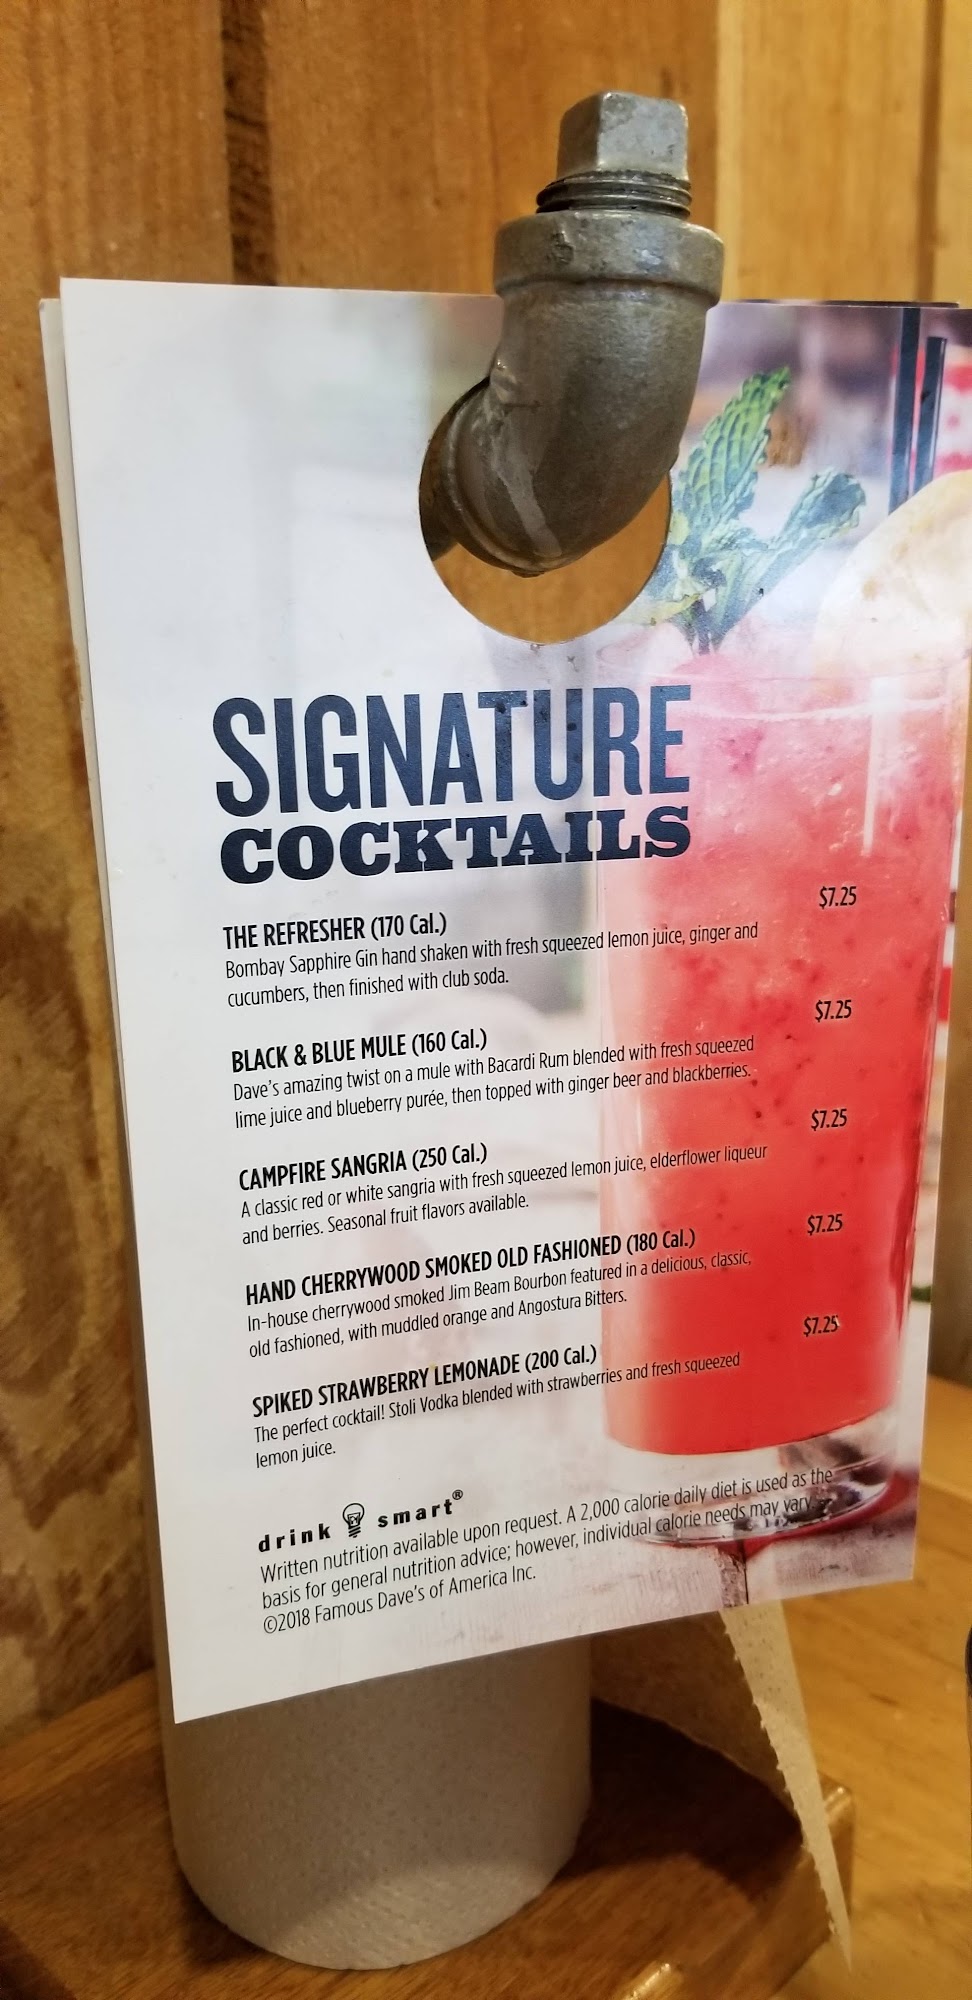 SIGNATURE
COCKTAILS
THE REFRESHER (170 Cal.) $7.25
Bombay Sapphire Gin hand shaken with fresh squeezed lemon juice, ginger and
cucumbers, then finished with club soda.
BLACK & BLUE MULE (160 Cal.) $7.25
Dave's amazing twist on a mule with Bacardi Rum blended with fresh squeezed
lime juice and blueberry purée, then topped with ginger beer and blackberries.
CAMPFIRE SANGRIA (250 Cal.) $7.25
A classic red or white sangria with fresh squeezed lemon juice, elderflower liqueur
and berries. Seasonal fruit flavors available.
HAND CHERRYWOOD SMOKED OLD FASHIONED (180 Cal.) $7.25
In-house cherrywood smoked Jim Beam Bourbon featured in a delicious, classic,
old fashioned, with muddled orange and Angostura Bitters.
SPIKED STRAWBERRY LEMONADE (200 Cal.) $7.25
The perfect cocktail! Stoli Vodka blended with strawberries and fresh squeezed
lemon juice.
drink smart®
Written nutrition available upon request. A 2,000 calorie daily diet is used as the
basis for general nutrition advice; however, individual calorie needs may vary.
©2018 Famous Dave's of America Inc.